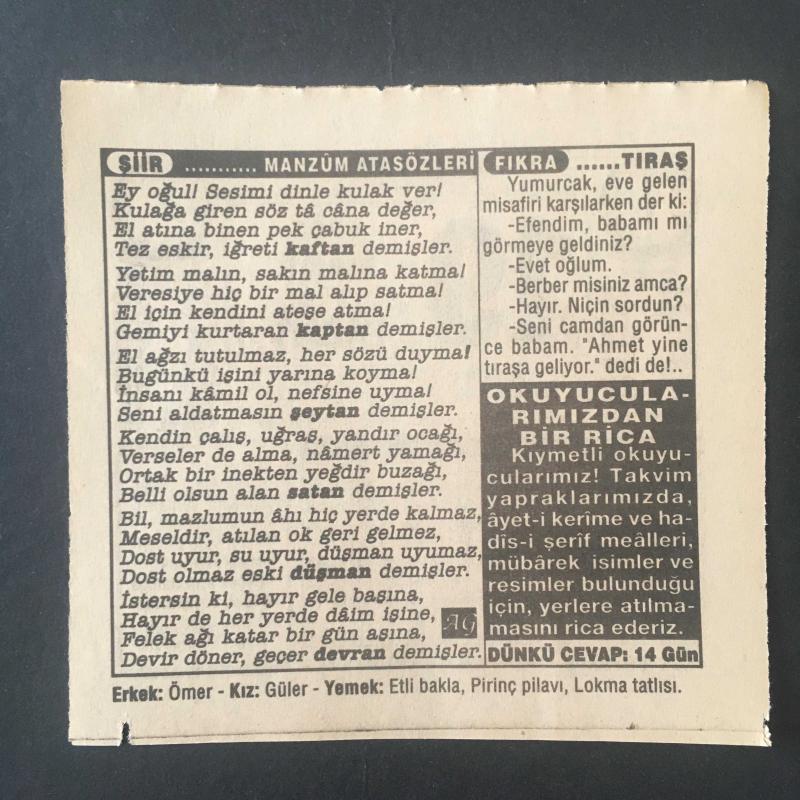 ŞİİR ........... MANZÛM ATASÖZLERİ
Ey oğul! Sesimi dinle kulak ver!
Kulağa giren söz tâ câna değer,
El atına binen pek çabuk iner,
Tez eskir, iğreti kaftan demişler.
Yetim malın, sakın malına katma!
Veresiye hiç bir mal alıp satma!
El için kendini ateşe atma!
Gemiyi kurtaran kaptan demişler.
El ağzı tutulmaz, her sözü duyma!
Bugünkü işini yarına koyma!
İnsanı kâmil ol, nefsine uyma!
Seni aldatmasın şeytan demişler.
Kendin çalış, uğraş, yandır ocağı,
Verseler de alma, nâmert yamağı,
Ortak bir inekten yeğdir buzağı,
Belli olsun alan satan demişler.
Bil, mazlumun âhı hiç yerde kalmaz,
Meseldir, atılan ok geri gelmez,
Dost uyur, su uyur, düşman uyumaz,
Dost olmaz eski düşman demişler.
İstersin ki, hayır gele başına,
Hayır de her yerde dâim işine,
Felek ağı katar bir gün aşına,
Devir döner, geçer devran demişler.
AG
FIKRA ......TIRAŞ
Yumurcak, eve gelen
misafiri karşılarken der ki:
-Efendim, babamı mı
görmeye geldiniz?
-Evet oğlum.
-Berber misiniz amca?
-Hayır. Niçin sordun?
-Seni camdan görün-
ce babam. "Ahmet yine
tıraşa geliyor." dedi de!..
OKUYUCULA-
RIMIZDAN
BİR RİCA
Kıymetli okuyu-
cularımız! Takvim
yapraklarımızda,
âyet-i kerîme ve ha-
dîs-i şerîf meâlleri,
mübârek isimler ve
resimler bulunduğu
için, yerlere atılma-
masını rica ederiz.
DÜNKÜ CEVAP: 14 Gün
Erkek: Ömer - Kız: Güler - Yemek: Etli bakla, Pirinç pilavı, Lokma tatlısı.